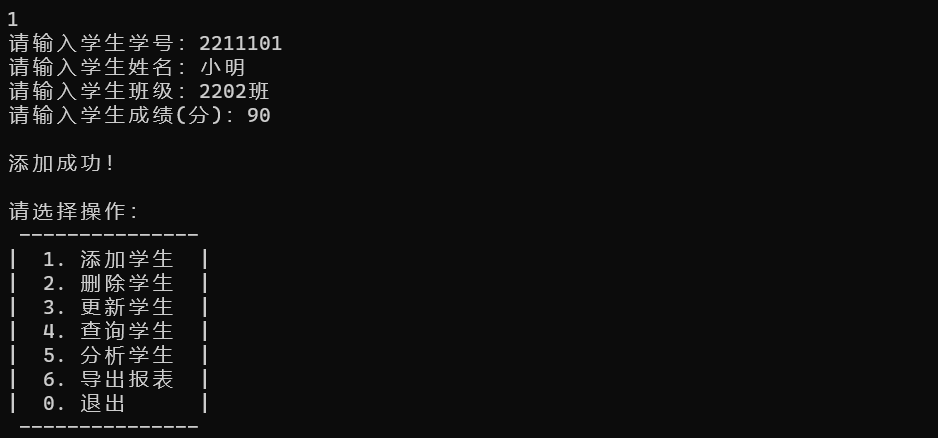 1
请输入学生学号: 2211101
请输入学生姓名: 小明
请输入学生班级: 2202班
请输入学生成绩(分): 90
添加成功!
请选择操作:
---------------
|  1. 添加学生  |
|  2. 删除学生  |
|  3. 更新学生  |
|  4. 查询学生  |
|  5. 分析学生  |
|  6. 导出报表  |
|  0. 退出      |
---------------